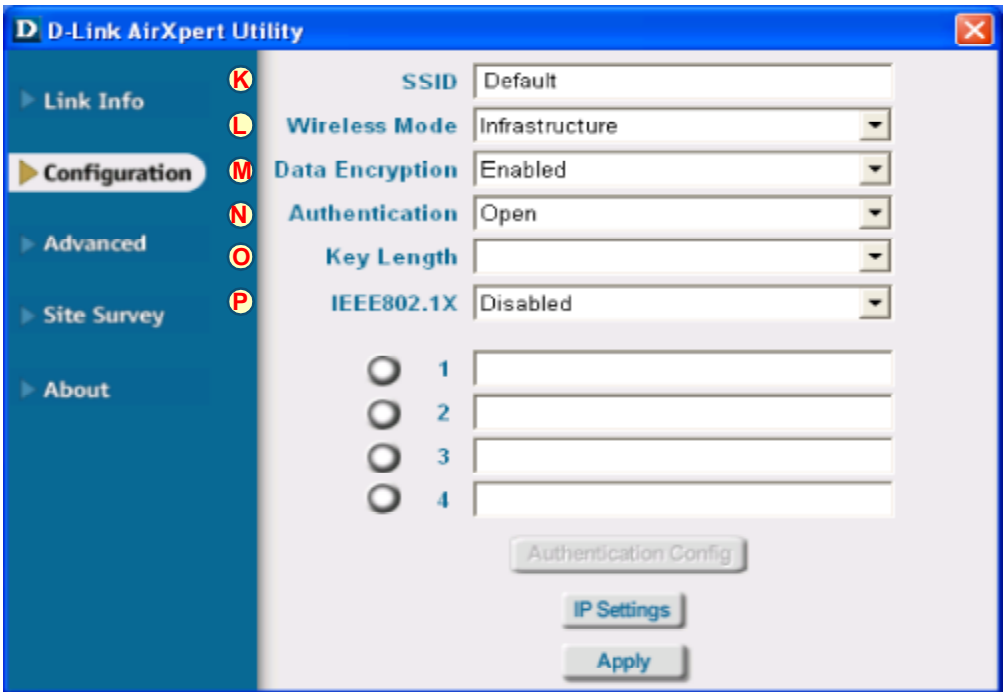 D D-Link AirXpert Utility
Link Info
Configuration
Advanced
Site Survey
About
K SSID Default
L Wireless Mode Infrastructure
M Data Encryption Enabled
N Authentication Open
O Key Length
P IEEE802.1X Disabled
1
2
3
4
Authentication Config
IP Settings
Apply